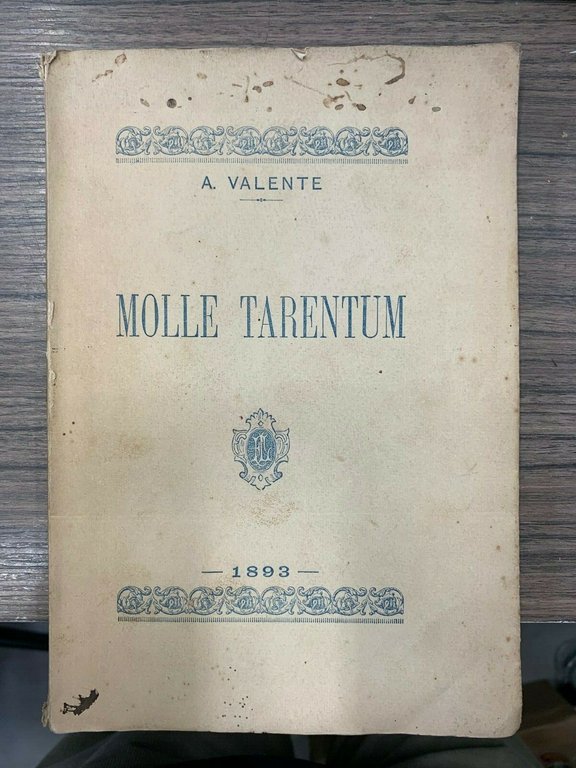 A. VALENTE
MOLLE TARENTUM
— 1893 —